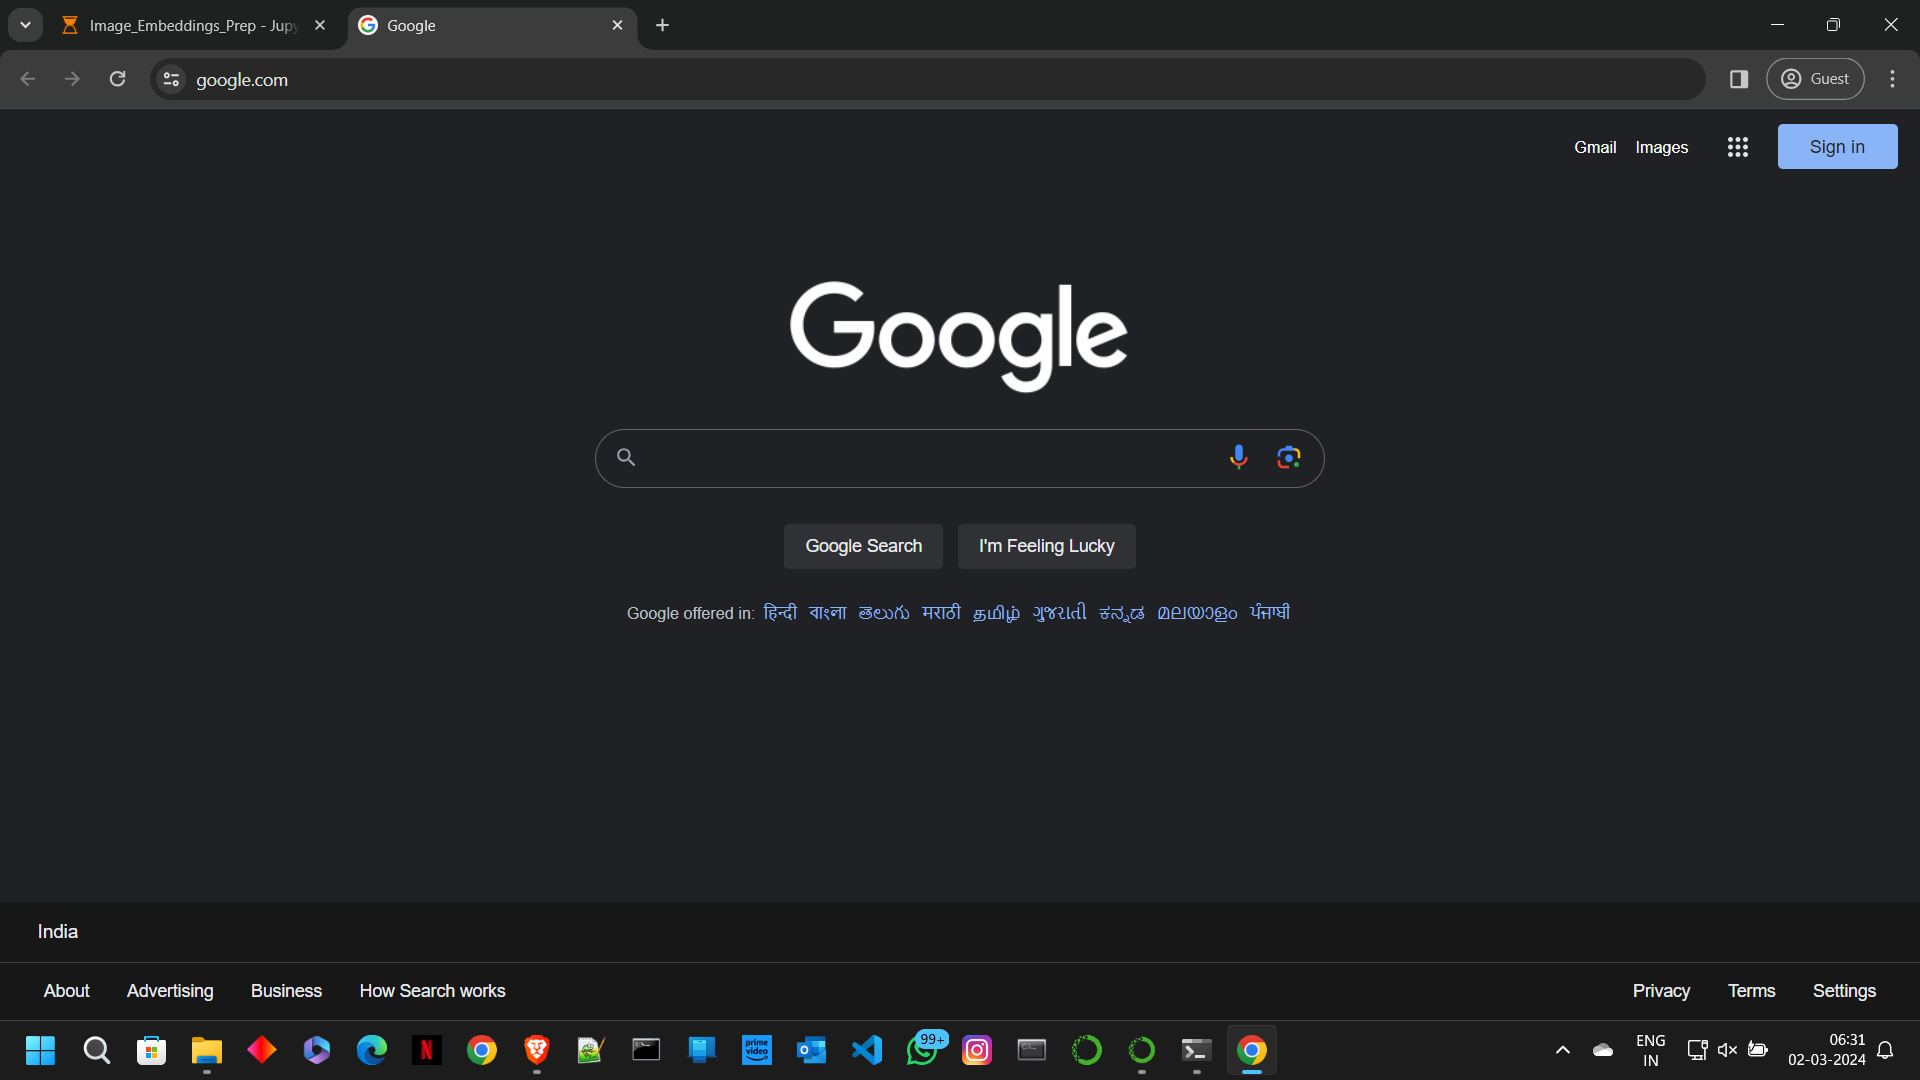 Image_Embeddings_Prep - Jupy
Google
google.com
Guest
Gmail Images
Sign in
Google
Google Search I'm Feeling Lucky
Google offered in: हिन्दी বাংলা తెలుగు मराठी தமிழ் ગુજરાતી ಕನ್ನಡ മലയാളം ਪੰਜਾਬੀ
India
About Advertising Business How Search works Privacy Terms Settings
prime video
99+
ENG
IN
06:31
02-03-2024